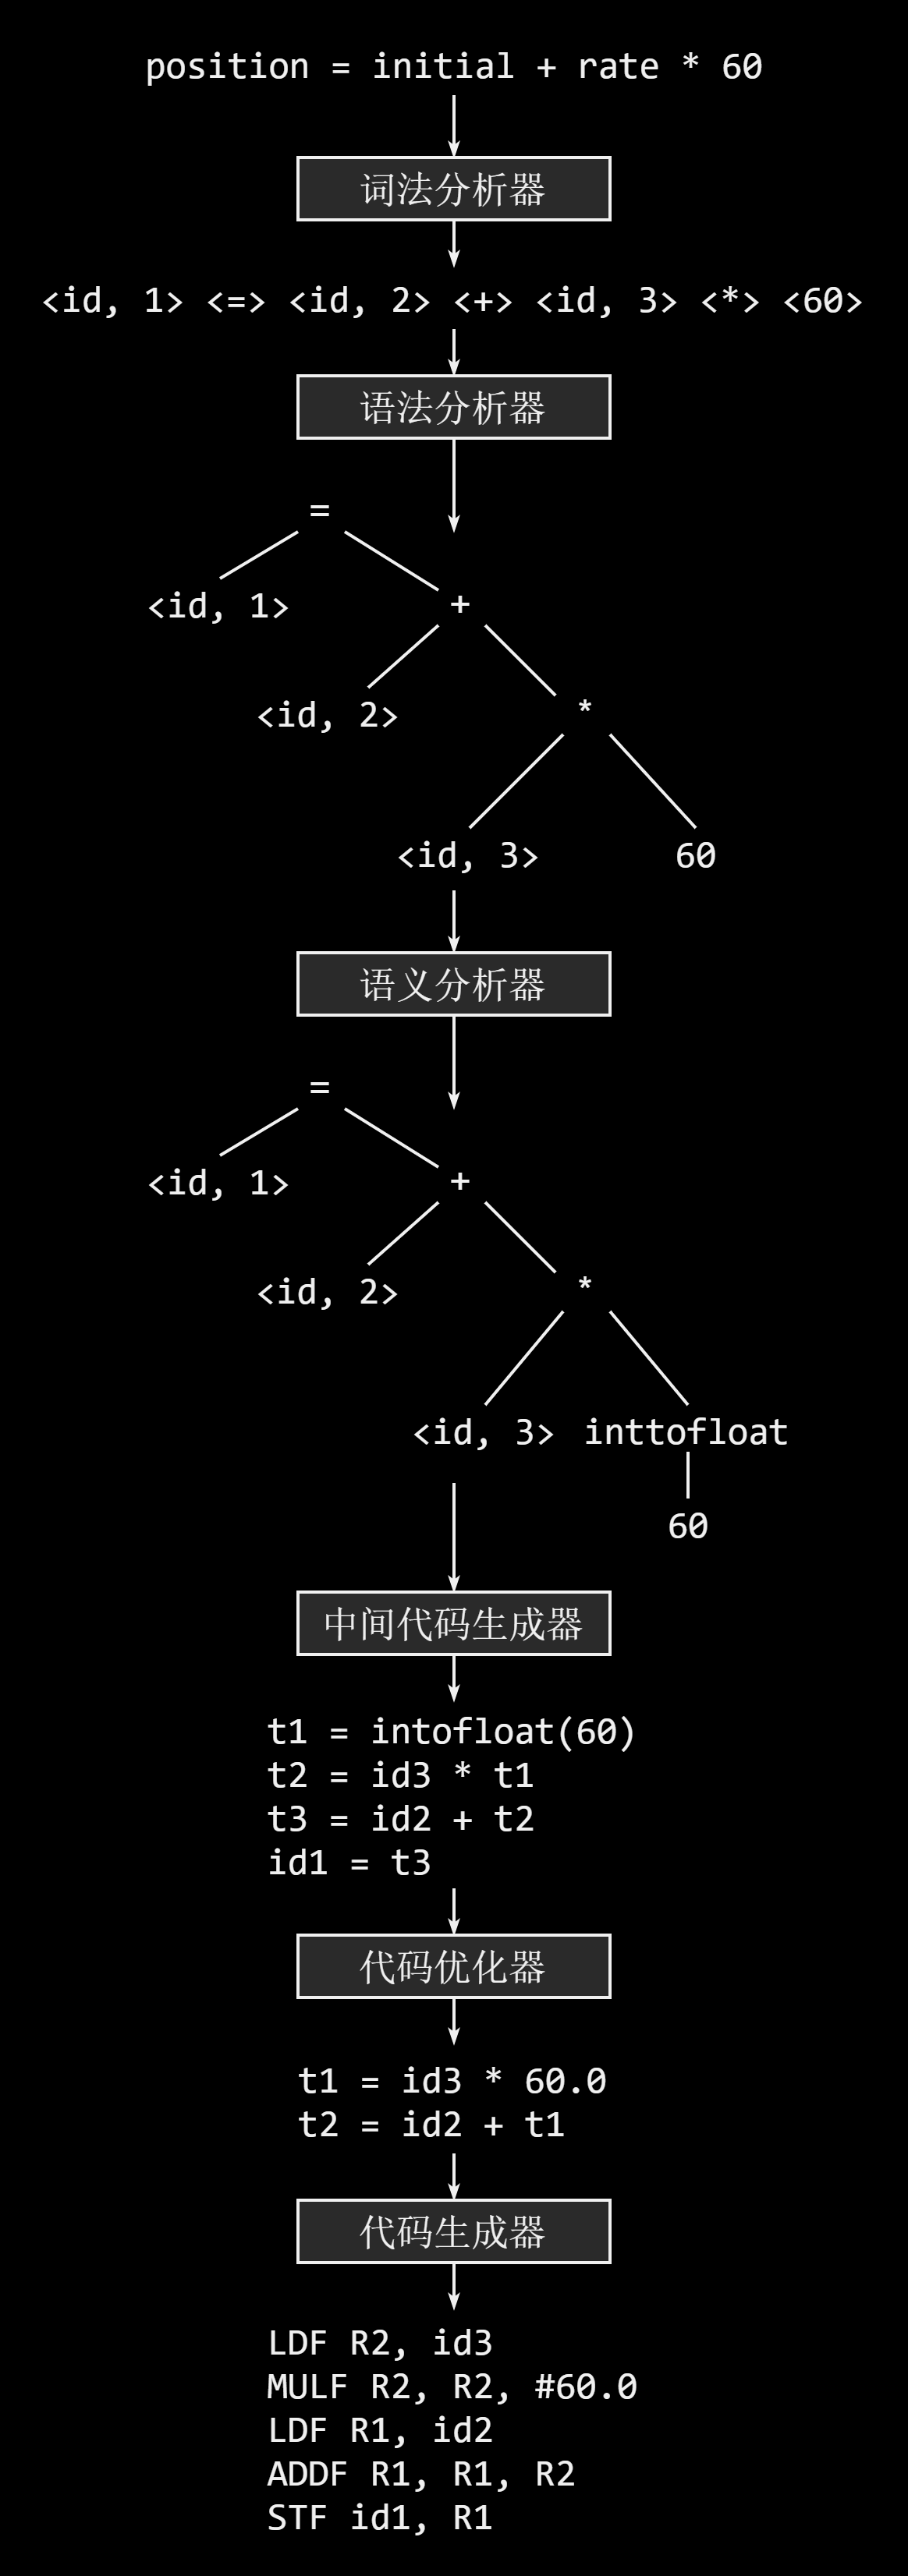 position = initial + rate * 60
词法分析器
<id, 1> <=> <id, 2> <+> <id, 3> <*> <60>
语法分析器
=
<id, 1>
+
<id, 2>
*
<id, 3>
60
语义分析器
=
<id, 1>
+
<id, 2>
*
<id, 3>
inttofloat
60
中间代码生成器
t1 = intofloat(60)
t2 = id3 * t1
t3 = id2 + t2
id1 = t3
代码优化器
t1 = id3 * 60.0
t2 = id2 + t1
代码生成器
LDF R2, id3
MULF R2, R2, #60.0
LDF R1, id2
ADDF R1, R1, R2
STF id1, R1